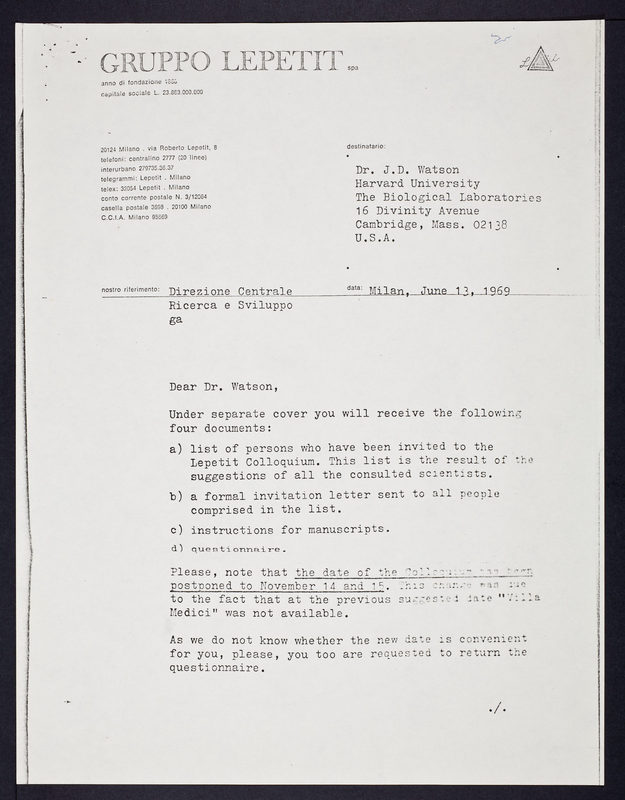 GRUPPO LEPETIT spa
anno di fondazione
capitale sociale L. 23.863.000.000
20124 Milano . via Roberto Lepetit, 8
telefoni: centralino 2777 (20 linee)
interurbano 279735.36.37
telegrammi: Lepetit . Milano
telex: 32054 Lepetit . Milano
conto corrente postale N. 3/12084
casella postale 3698 . 20100 Milano
C.C.I.A. Milano
destinatario:
Dr. J.D. Watson
Harvard University
The Biological Laboratories
16 Divinity Avenue
Cambridge, Mass. 02138
U.S.A.
nostro riferimento: Direzione Centrale
Ricerca e Sviluppo
ga
data: Milan, June 13, 1969
Dear Dr. Watson,
Under separate cover you will receive the following
four documents:
a) list of persons who have been invited to the
Lepetit Colloquium. This list is the result of the
suggestions of all the consulted scientists.
b) a formal invitation letter sent to all people
comprised in the list.
c) instructions for manuscripts.
d) questionnaire.
Please, note that the date of the Colloquium has been
postponed to November 14 and 15. This change was due
to the fact that at the previous suggested date "Villa
Medici" was not available.
As we do not know whether the new date is convenient
for you, please, you too are requested to return the
questionnaire.
./.